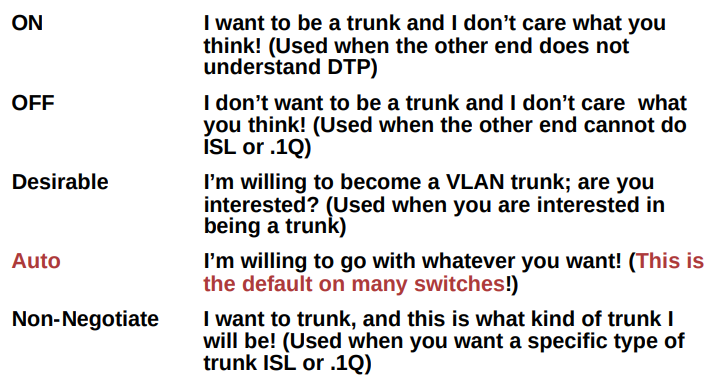 ON I want to be a trunk and I don’t care what you
think! (Used when the other end does not
understand DTP)
OFF I don’t want to be a trunk and I don’t care what
you think! (Used when the other end cannot do
ISL or .1Q)
Desirable I’m willing to become a VLAN trunk; are you
interested? (Used when you are interested in
being a trunk)
Auto I’m willing to go with whatever you want! (This is
the default on many switches!)
Non-Negotiate I want to trunk, and this is what kind of trunk I
will be! (Used when you want a specific type of
trunk ISL or .1Q)